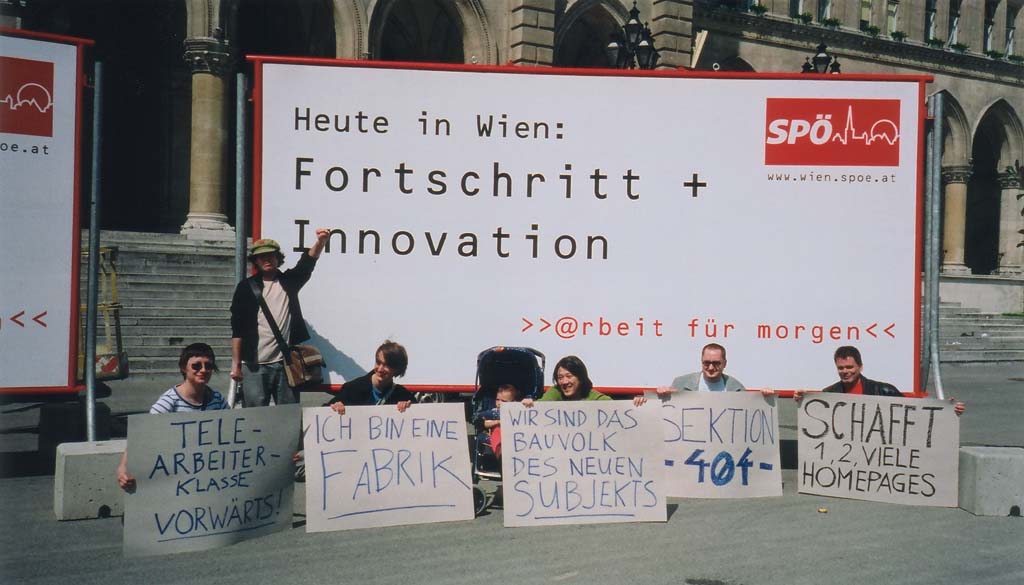 oe.at
<<
Heute in Wien:
Fortschritt +
Innovation
SPÖ
www.wien.spoe.at
>>@rbeit für morgen<<
TELE-
ARBEITER-
KLASSE
VORWÄRTS!
ICH BIN EINE
FABRIK
WIR SIND DAS
BAUVOLK
DES NEUEN
SUBJEKTS
SEKTION
-404-
SCHAFFT
1, 2, VIELE
HOMEPAGES